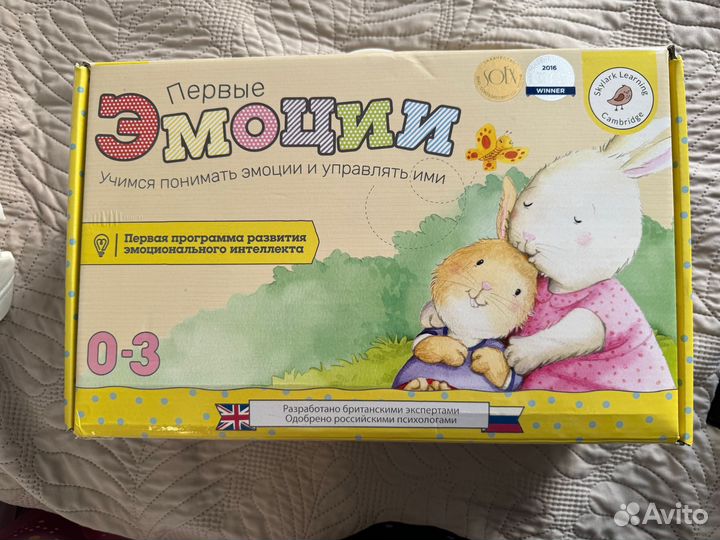 Первые
Эмоции
Учимся понимать эмоции и управлять ими
Первая программа развития
эмоционального интеллекта
0-3
SOFX
2016
WINNER
Skylark Learning
Cambridge
Разработано британскими экспертами
Одобрено российскими психологами
Avito